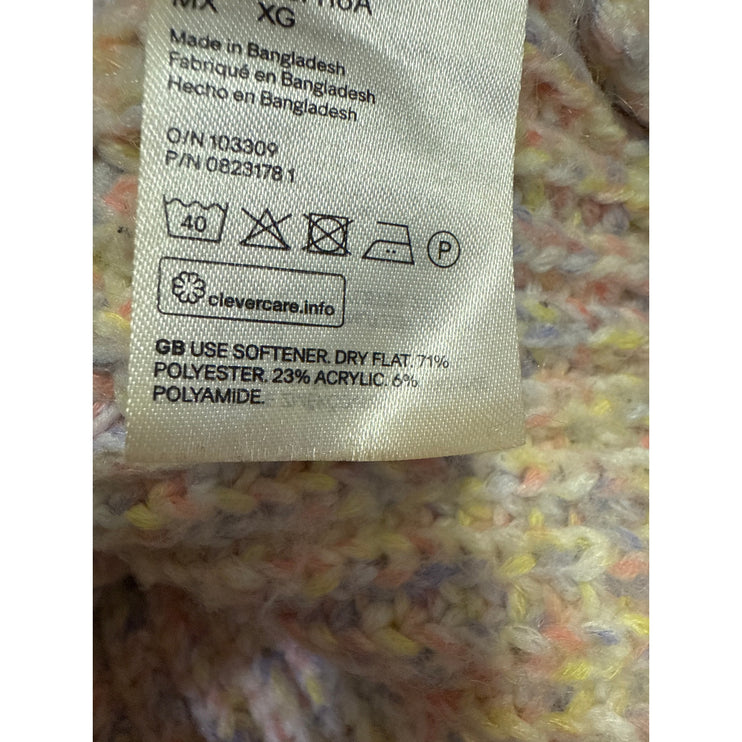 MX XG
Made in Bangladesh
Fabriqué en Bangladesh
Hecho en Bangladesh
O/N 103309
P/N 0823178 1
40
P
clevercare.info
GB USE SOFTENER. DRY FLAT. 71%
POLYESTER. 23% ACRYLIC. 6%
POLYAMIDE.